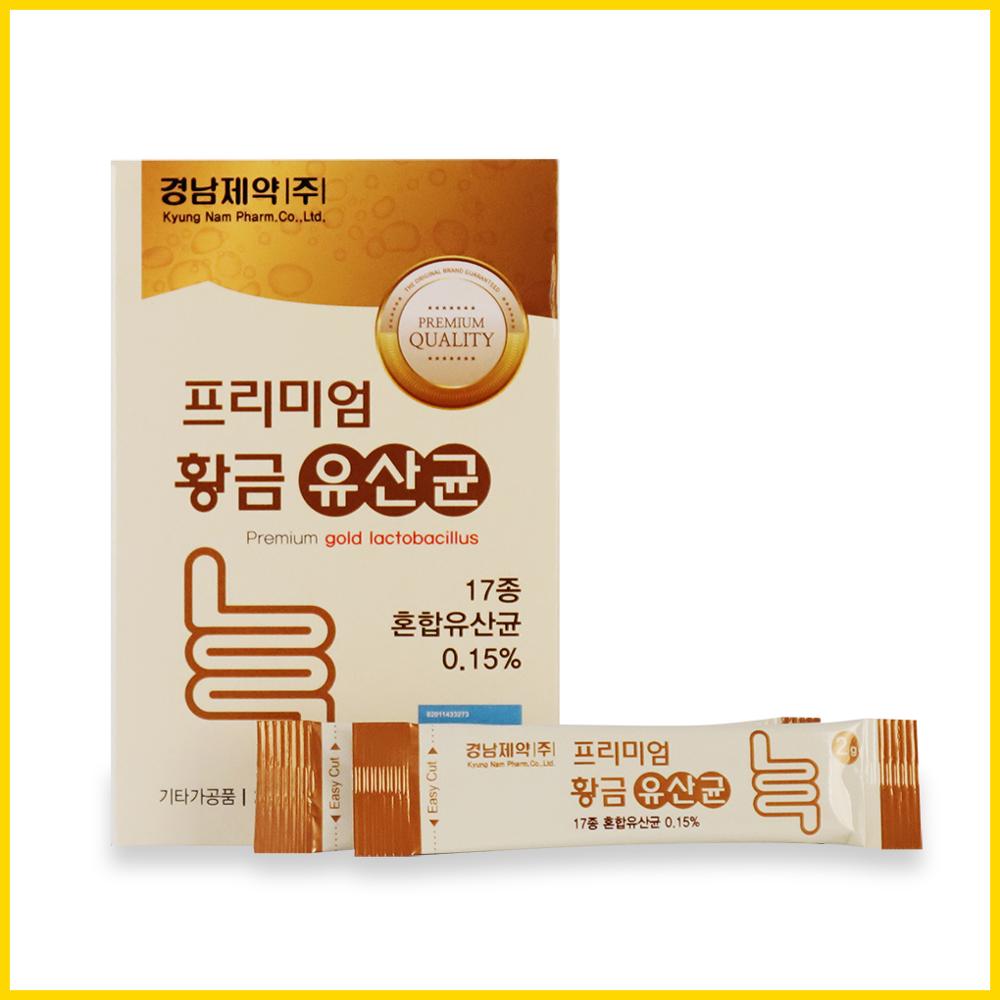 경남제약|주|
Kyung Nam Pharm.Co.,Ltd.
THE ORIGINAL BRAND GUARANTEED
PREMIUM
QUALITY
프리미엄
황금 유산균
Premium gold lactobacillus
17종
혼합유산균
0.15%
82011433273
기타가공품 |
Easy Cut
Easy Cut
경남제약|주|
Kyung Nam Pharm.Co.,Ltd.
프리미엄
황금 유산균
17종 혼합유산균 0.15%
2g